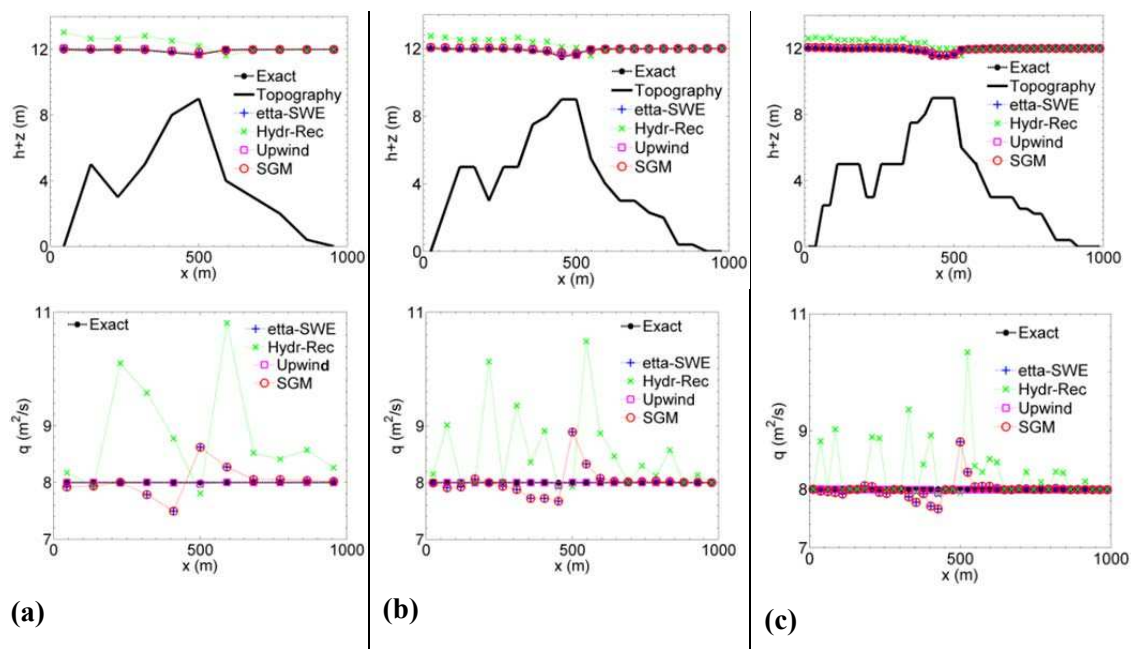 12
8
4
0
h+z (m)
Exact
Topography
etta-SWE
Hydr-Rec
Upwind
SGM
0
500
1000
x (m)
11
9
8
7
q (m²/s)
Exact
etta-SWE
Hydr-Rec
Upwind
SGM
0
500
1000
x (m)
(a)
12
8
4
0
h+z (m)
Exact
Topography
etta-SWE
Hydr-Rec
Upwind
SGM
0
500
1000
x (m)
11
9
8
7
q (m²/s)
Exact
etta-SWE
Hydr-Rec
Upwind
SGM
0
500
1000
x (m)
(b)
12
8
4
0
h+z (m)
Exact
Topography
etta-SWE
Hydr-Rec
Upwind
SGM
0
500
1000
x (m)
11
9
8
7
q (m²/s)
Exact
etta-SWE
Hydr-Rec
Upwind
SGM
0
500
1000
x (m)
(c)